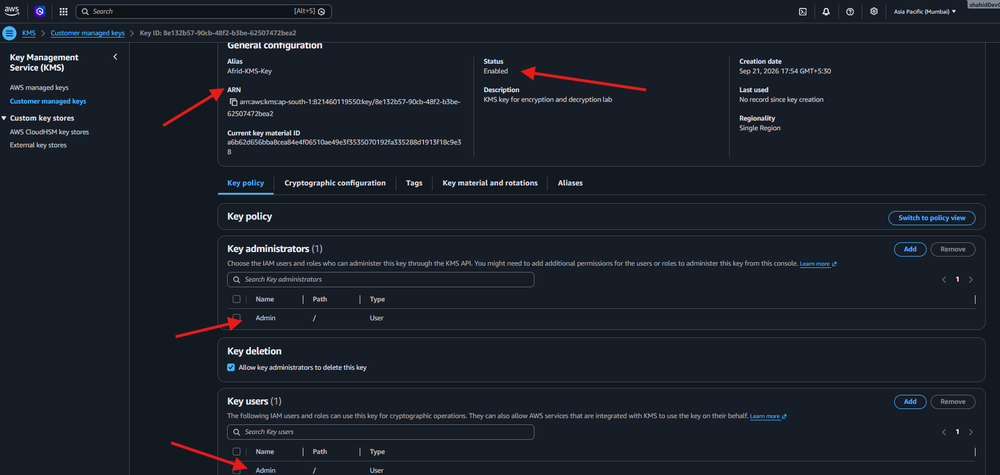 aws
Search [Alt+S]
Asia Pacific (Mumbai)
KMS
Customer managed keys
Key ID: 8e132b57-90cb-48f2-b3be-62507472bea2
Key Management
Service (KMS)
AWS managed keys
Customer managed keys
Custom key stores
AWS CloudHSM key stores
External key stores
General configuration
Alias
Afrid-KMS-Key
ARN
arn:aws:kms:ap-south-1:821460119550:key/8e132b57-90cb-48f2-b3be-
62507472bea2
Current key material ID
a6b62d656bba8cea84e4f06510ae49e3f3535070192fa335288d1913f18c9e3
8
Status
Enabled
Description
KMS key for encryption and decryption lab
Creation date
Sep 21, 2026 17:54 GMT+5:30
Last used
No record since key creation
Regionality
Single Region
Key policy
Cryptographic configuration
Tags
Key material and rotations
Aliases
Key policy
Switch to policy view
Key administrators (1)
Add
Remove
Choose the IAM users and roles who can administer this key through the KMS API. You might need to add additional permissions for the users or roles to administer this key from this console. Learn more
Search Key administrators
1
Name Path Type
Admin / User
Key deletion
Allow key administrators to delete this key
Key users (1)
Add
Remove
The following IAM users and roles can use this key for cryptographic operations. They can also allow AWS services that are integrated with KMS to use the key on their behalf. Learn more
Search Key users
1
Name Path Type
Admin / User